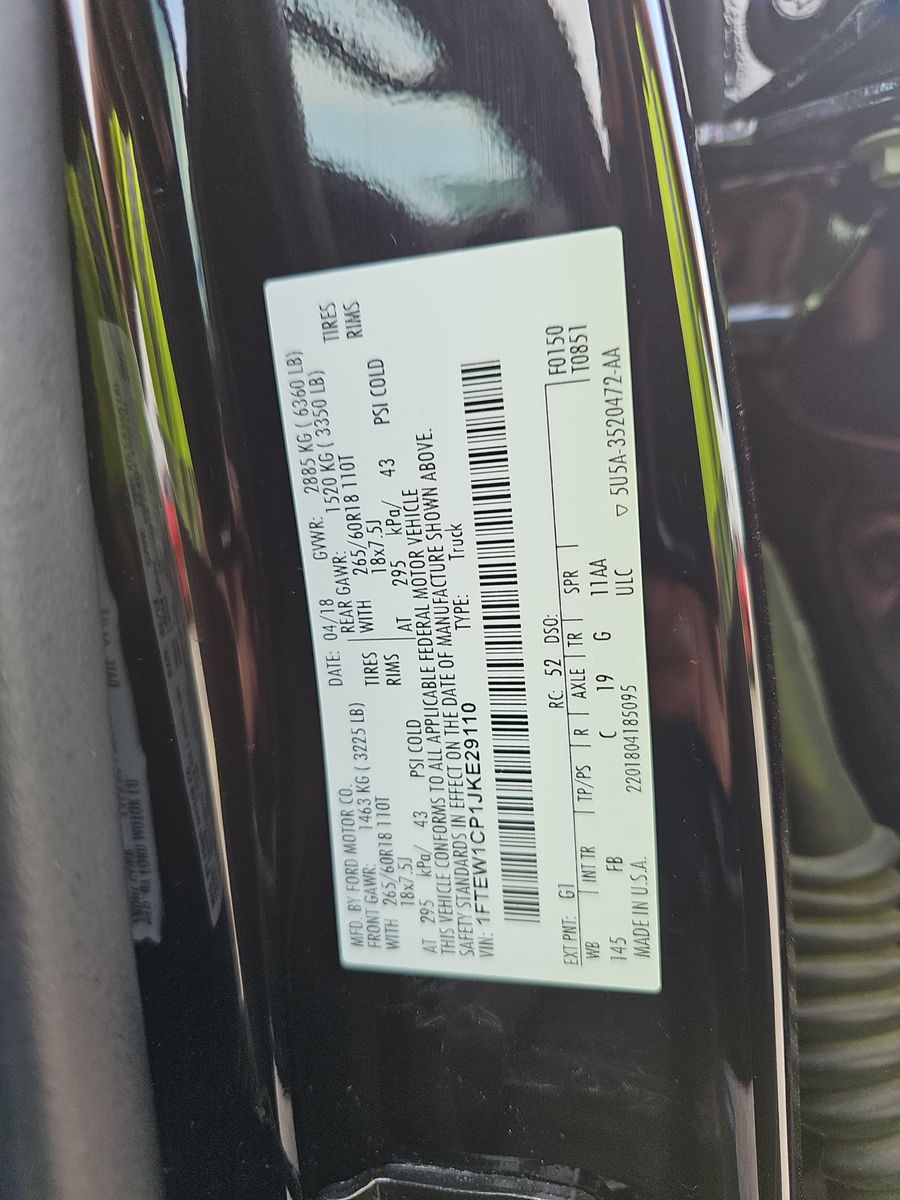 MFD. BY FORD MOTOR CO.
DATE: 04/18 GVWR: 2885 KG ( 6360 LB)
FRONT GAWR: 1463 KG ( 3225 LB) REAR GAWR: 1520 KG ( 3350 LB)
WITH 265/60R18 110T TIRES WITH 265/60R18 110T TIRES
18x7.5J RIMS 18x7.5J RIMS
AT 295 kPa/ 43 PSI COLD AT 295 kPa/ 43 PSI COLD
THIS VEHICLE CONFORMS TO ALL APPLICABLE FEDERAL MOTOR VEHICLE
SAFETY STANDARDS IN EFFECT ON THE DATE OF MANUFACTURE SHOWN ABOVE.
VIN: 1FTEW1CP1JKE29110 TYPE: Truck
EXT PNT: G1 RC: 52 DSO: F0150
WB INT TR TP/PS R AXLE TR SPR T0851
145 FB C 19 G 11AA
MADE IN U.S.A. 2201804185095 ULC ▽ 5U5A-3520472-AA